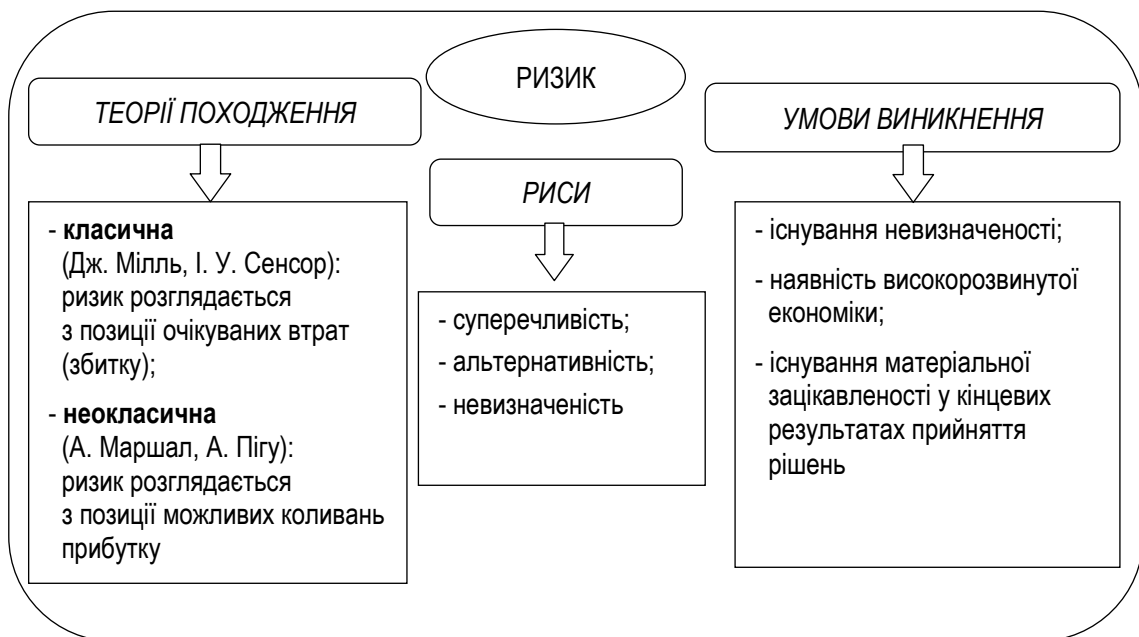 РИЗИК
ТЕОРІЇ ПОХОДЖЕННЯ
- класична
(Дж. Мілль, І. У. Сенсор):
ризик розглядається
з позиції очікуваних втрат
(збитку);
- неокласична
(А. Маршал, А. Пігу):
ризик розглядається
з позиції можливих коливань
прибутку
РИСИ
- суперечливість;
- альтернативність;
- невизначеність
УМОВИ ВИНИКНЕННЯ
- існування невизначеності;
- наявність високорозвинутої
економіки;
- існування матеріальної
зацікавленості у кінцевих
результатах прийняття
рішень